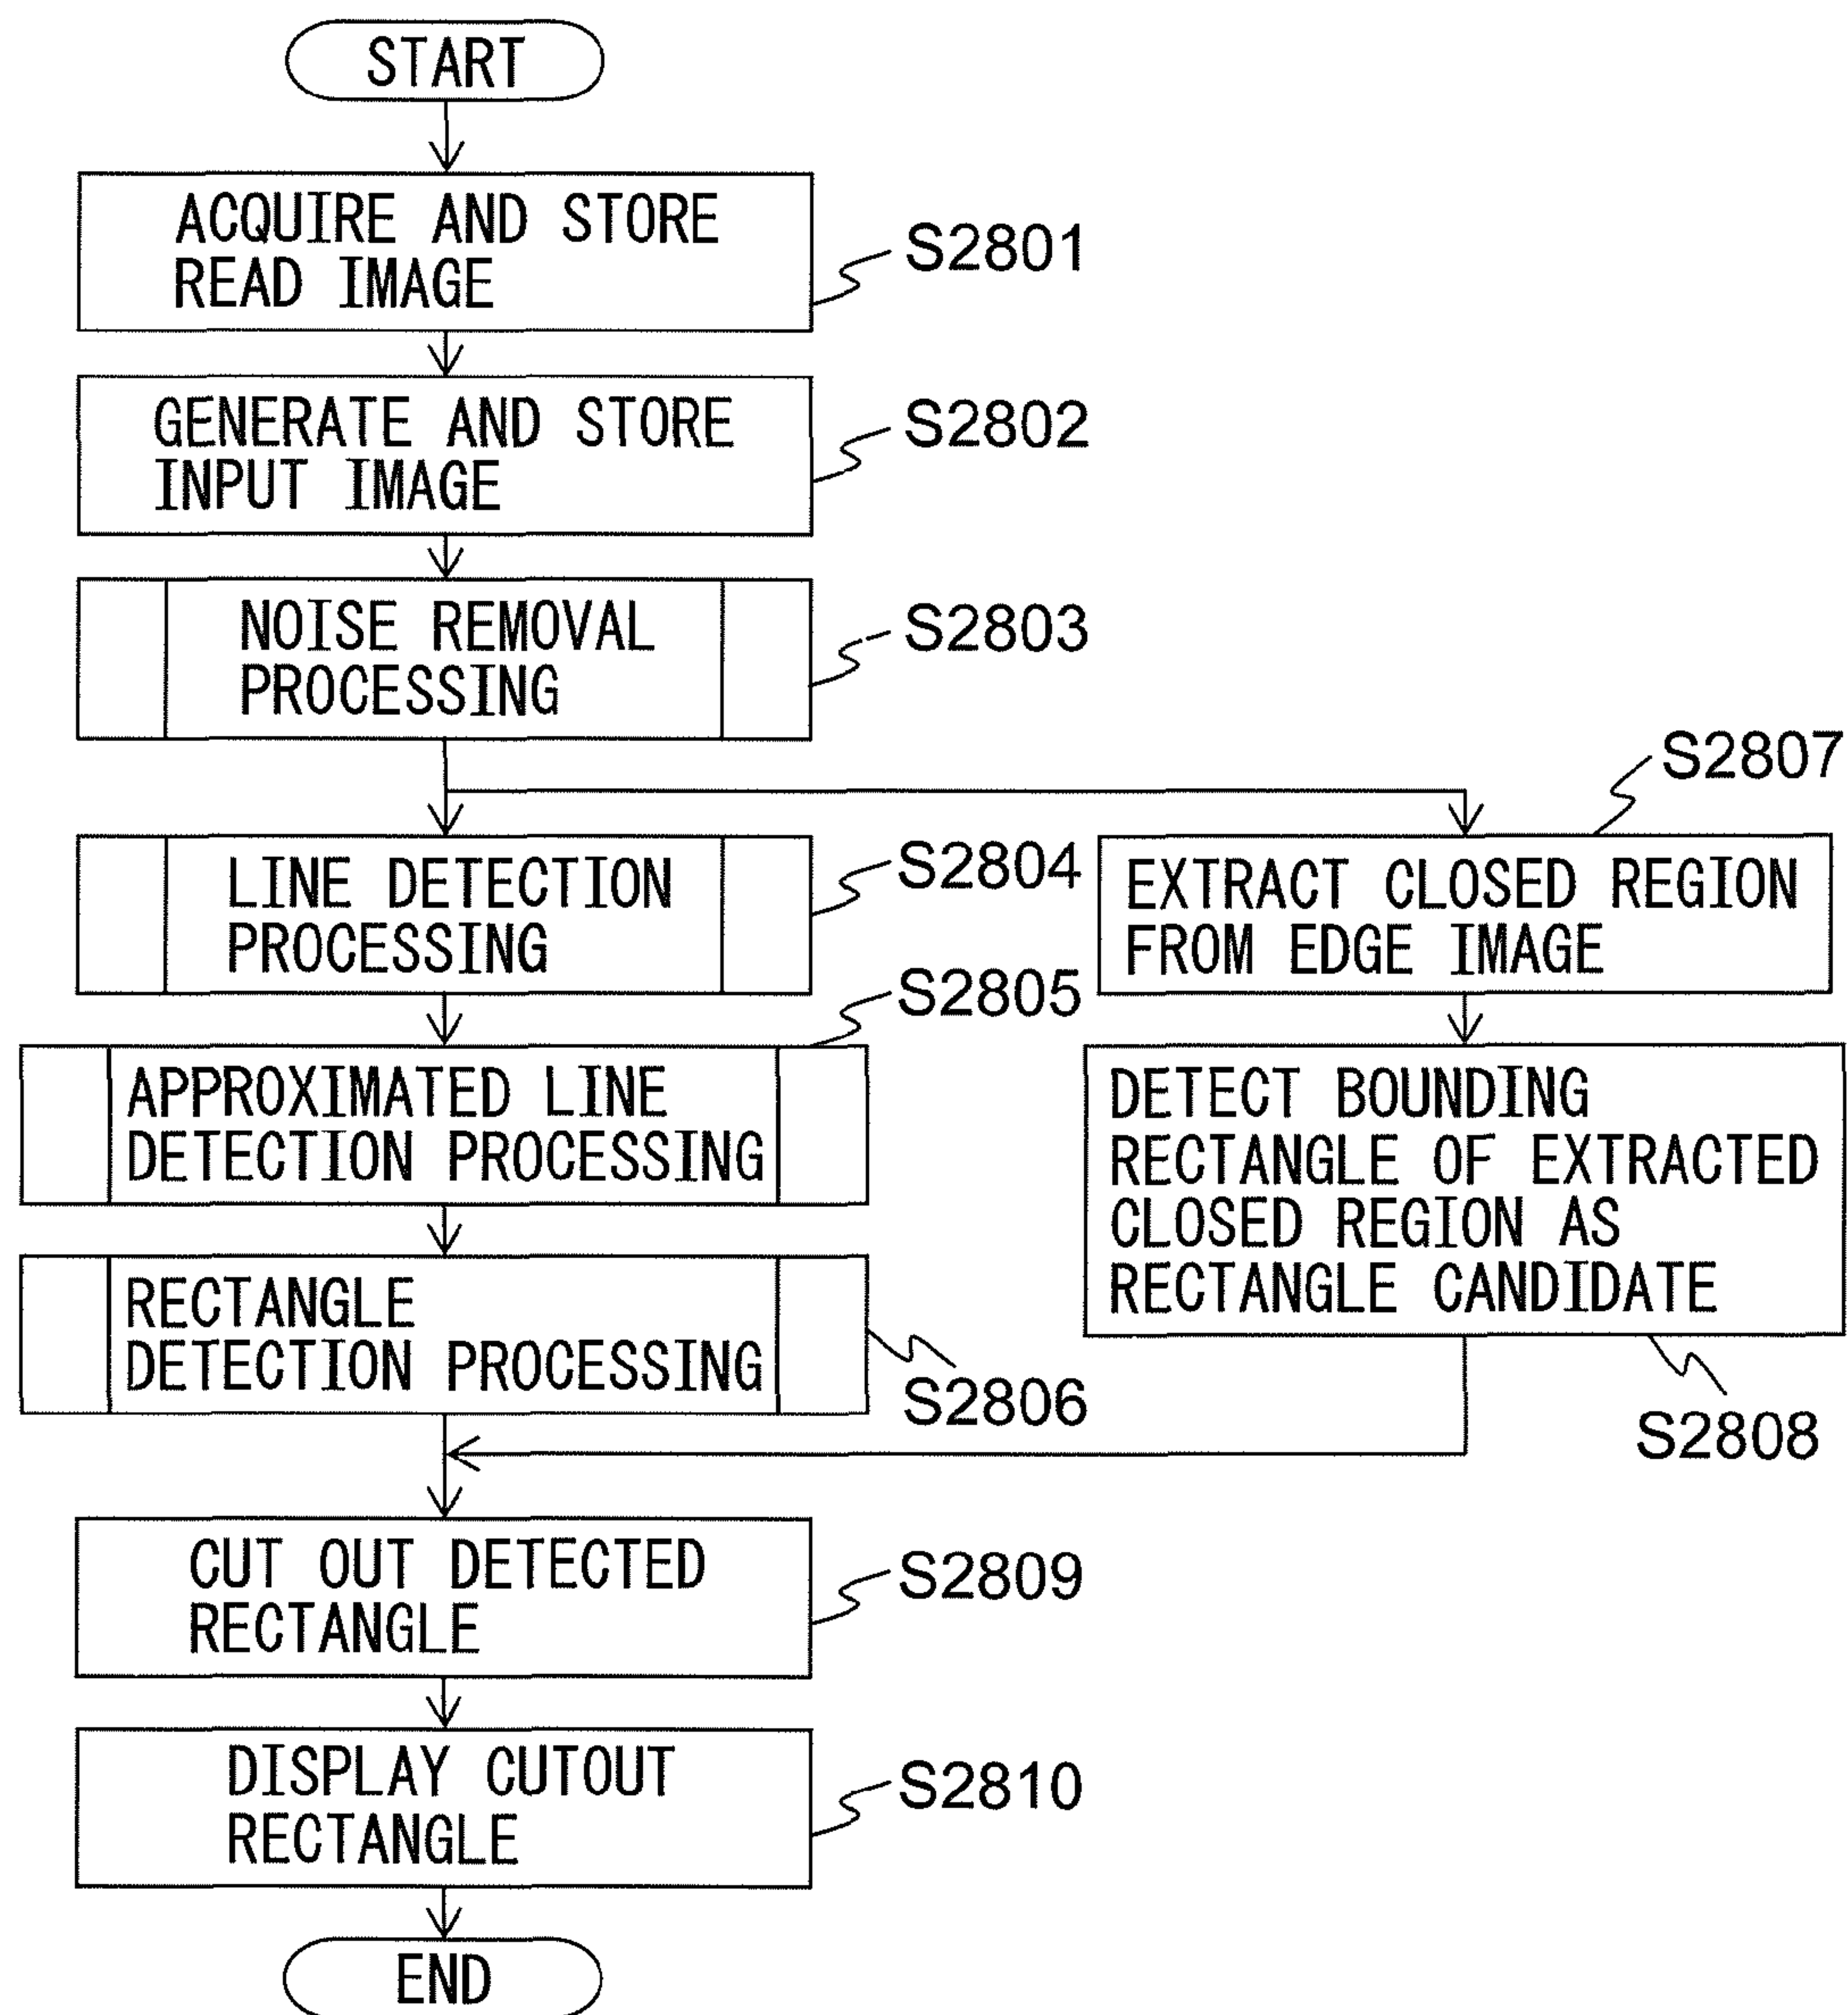 START
ACQUIRE AND STORE
READ IMAGE
S2801
GENERATE AND STORE
INPUT IMAGE
S2802
NOISE REMOVAL
PROCESSING
S2803
LINE DETECTION
PROCESSING
S2804
APPROXIMATED LINE
DETECTION PROCESSING
S2805
RECTANGLE
DETECTION PROCESSING
S2806
S2807
EXTRACT CLOSED REGION
FROM EDGE IMAGE
DETECT BOUNDING
RECTANGLE OF EXTRACTED
CLOSED REGION AS
RECTANGLE CANDIDATE
S2808
CUT OUT DETECTED
RECTANGLE
S2809
DISPLAY CUTOUT
RECTANGLE
S2810
END